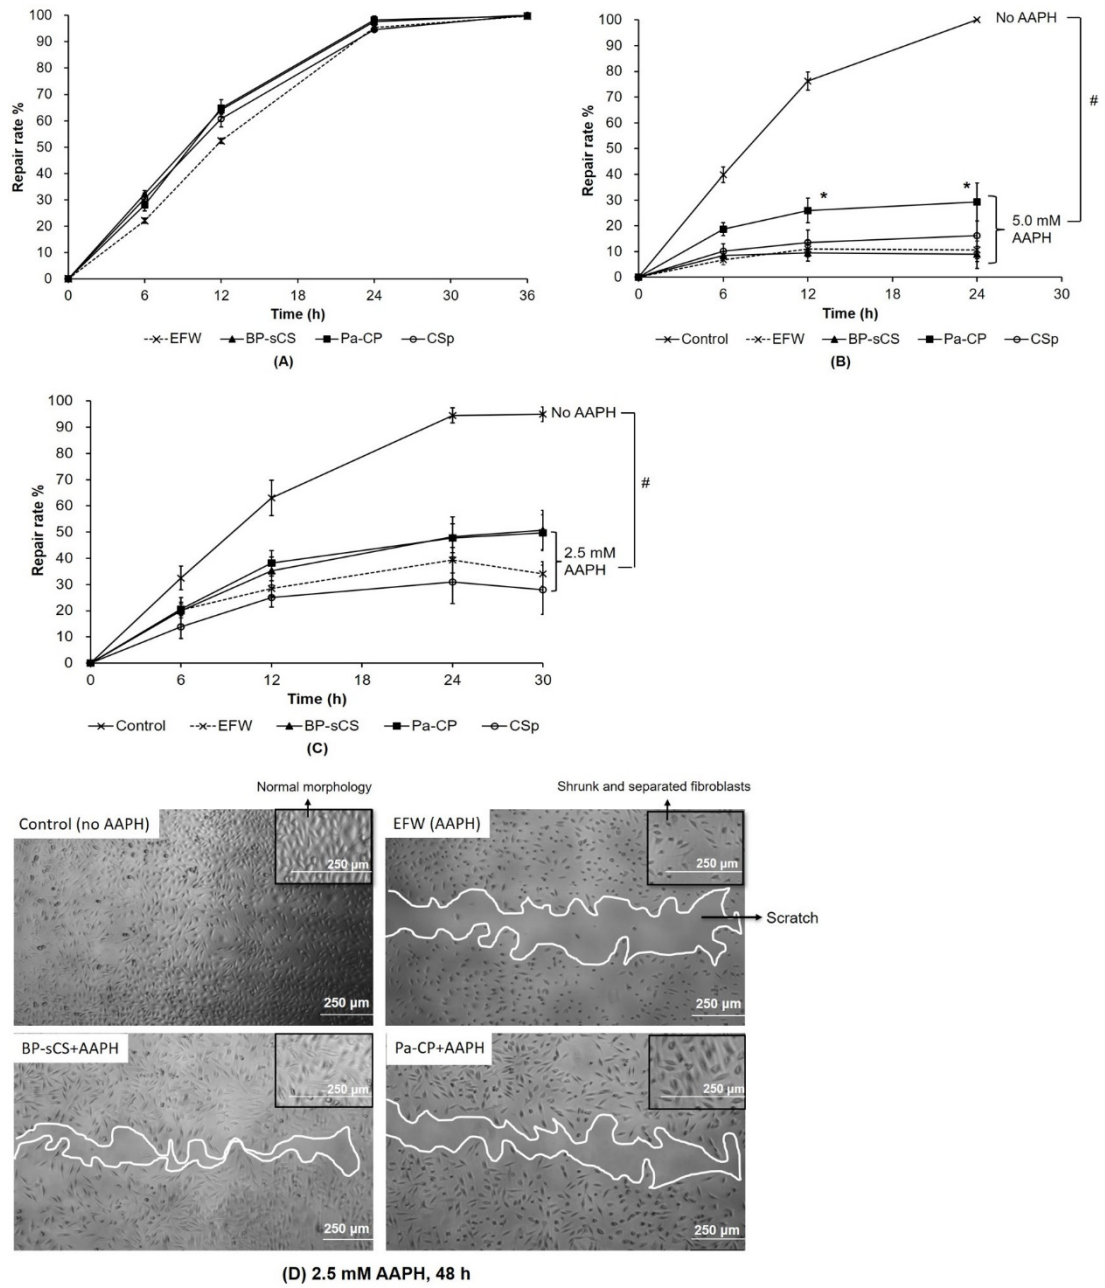 100
90
80
70
60
50
40
30
20
10
0
Repair rate %
0 6 12 18 24 30 36
Time (h)
EFW BP-sCS Pa-CP CSp
(A)
100
90
80
70
60
50
40
30
20
10
0
Repair rate %
No AAPH
#
*
*
5.0 mM
AAPH
0 6 12 18 24 30
Time (h)
Control EFW BP-sCS Pa-CP CSp
(B)
100
90
80
70
60
50
40
30
20
10
0
Repair rate %
No AAPH
#
2.5 mM
AAPH
0 6 12 18 24 30
Time (h)
Control EFW BP-sCS Pa-CP CSp
(C)
Normal morphology
Control (no AAPH)
250 µm
250 µm
Shrunk and separated fibroblasts
EFW (AAPH)
250 µm
Scratch
250 µm
BP-sCS+AAPH
250 µm
250 µm
Pa-CP+AAPH
250 µm
250 µm
(D) 2.5 mM AAPH, 48 h